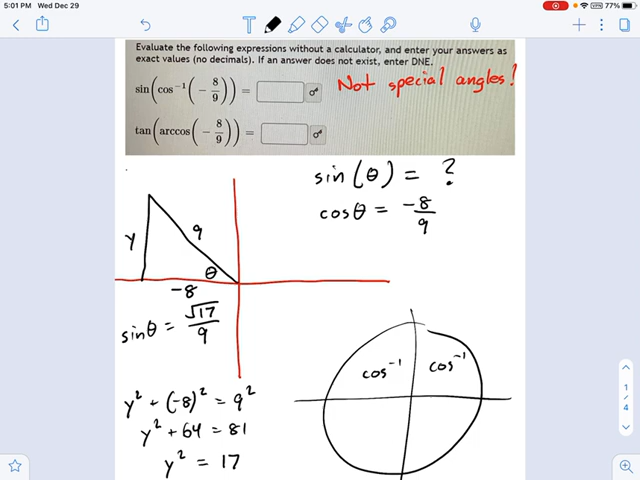 5:01 PM Wed Dec 29
77%
Evaluate the following expressions without a calculator, and enter your answers as
exact values (no decimals). If an answer does not exist, enter DNE.
sin(cos⁻¹(−8/9)) =
tan(arccos(−8/9)) =
Not special angles!
sin(θ) = ?
cosθ = −8/9
y
9
θ
−8
sinθ = √17/9
cos⁻¹
cos⁻¹
y² + (−8)² = 9²
y² + 64 = 81
y² = 17
1
/
4